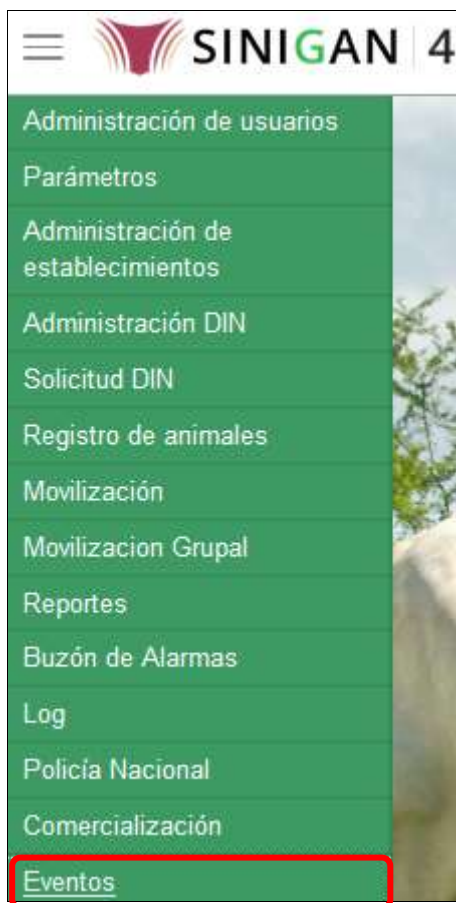 SINIGAN 4
Administración de usuarios
Parámetros
Administración de
establecimientos
Administración DIN
Solicitud DIN
Registro de animales
Movilización
Movilizacion Grupal
Reportes
Buzón de Alarmas
Log
Policía Nacional
Comercialización
Eventos